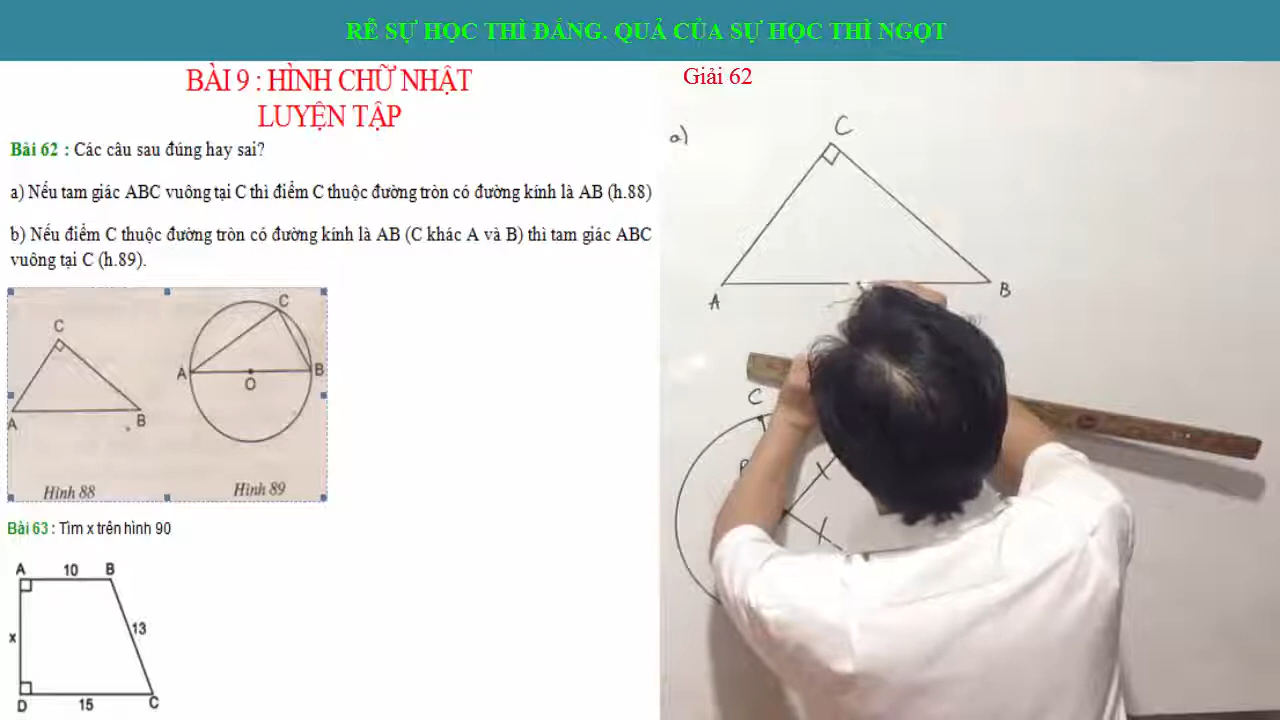 RỄ SỰ HỌC THÌ ĐẮNG. QUẢ CỦA SỰ HỌC THÌ NGỌT
BÀI 9 : HÌNH CHỮ NHẬT
LUYỆN TẬP
Bài 62 : Các câu sau đúng hay sai?
a) Nếu tam giác ABC vuông tại C thì điểm C thuộc đường tròn có đường kính là AB (h.88)
b) Nếu điểm C thuộc đường tròn có đường kính là AB (C khác A và B) thì tam giác ABC
vuông tại C (h.89).
C
A
B
Hình 88
C
A
B
O
Hình 89
Bài 63 : Tìm x trên hình 90
A 10 B
x 13
D 15 C
Giải 62
a)
C
A
B
C